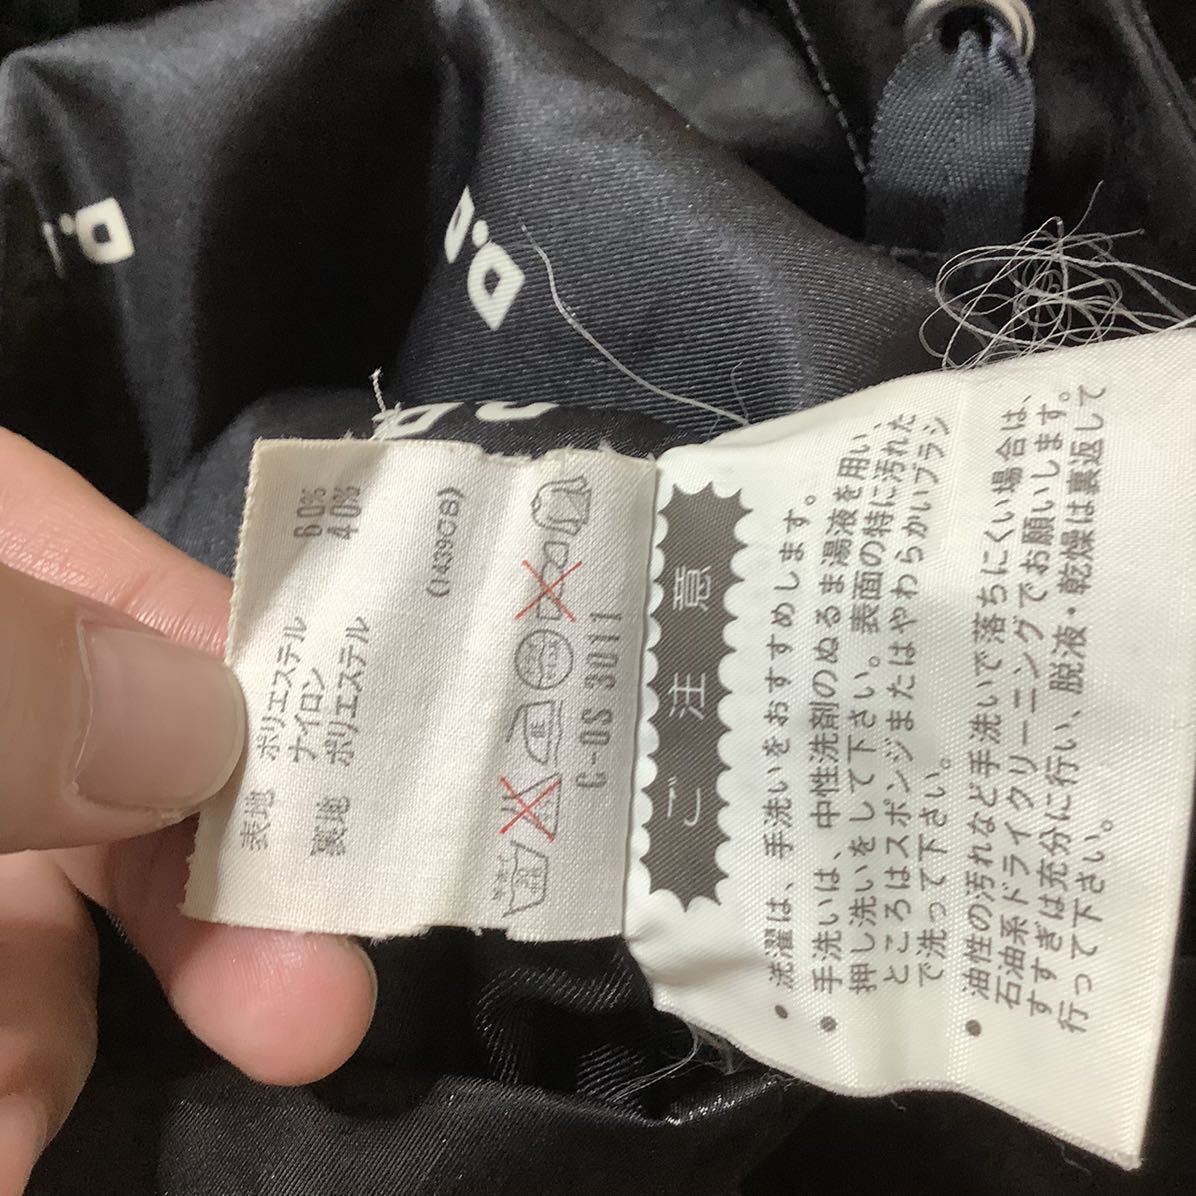 表地 ポリエステル 60%
ナイロン 40%
裏地 ポリエステル
(1439CS)
C-0S 3011
ご注意
• 洗濯は、手洗いをおすすめします。
• 手洗いは、中性洗剤のぬるま湯液を用い、
押し洗いをして下さい。表面の特に汚れた
ところはスポンジまたはやわらかいブラシ
で洗って下さい。
• 油性の汚れなど手洗いで落ちにくい場合は、
石油系ドライクリーニングでお願いします。
すすぎは充分に行い、脱液・乾燥は裏返して
行って下さい。